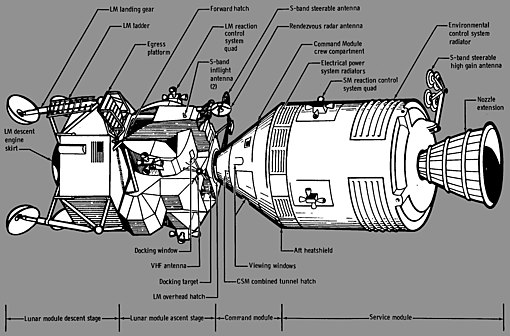 LM landing gear
LM ladder
Egress
platform
Forward hatch
LM reaction
control
system
quad
S-band
inflight
antenna
(2)
S-band steerable antenna
Rendezvous radar antenna
Command Module
crew compartment
Electrical power
system radiators
SM reaction control
system quad
Environmental
control system
radiator
S-band steerable
high gain antenna
Nozzle
extension
LM descent
engine
skirt
Docking window
VHF antenna
Docking target
LM overhead hatch
Viewing windows
CSM combined tunnel hatch
Aft heatshield
Lunar module descent stage
Lunar module ascent stage
Command module
Service module